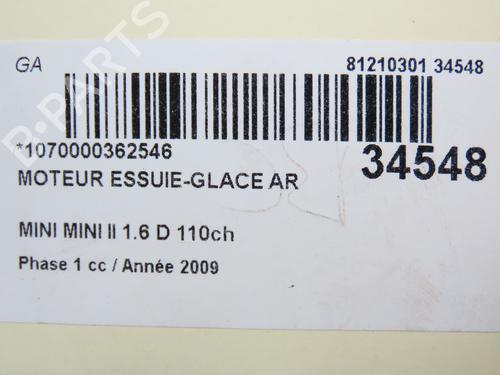 GA
81210301 34548
*1070000362546
34548
MOTEUR ESSUIE-GLACE AR
MINI MINI II 1.6 D 110ch
Phase 1 cc / Année 2009
B-PARTS